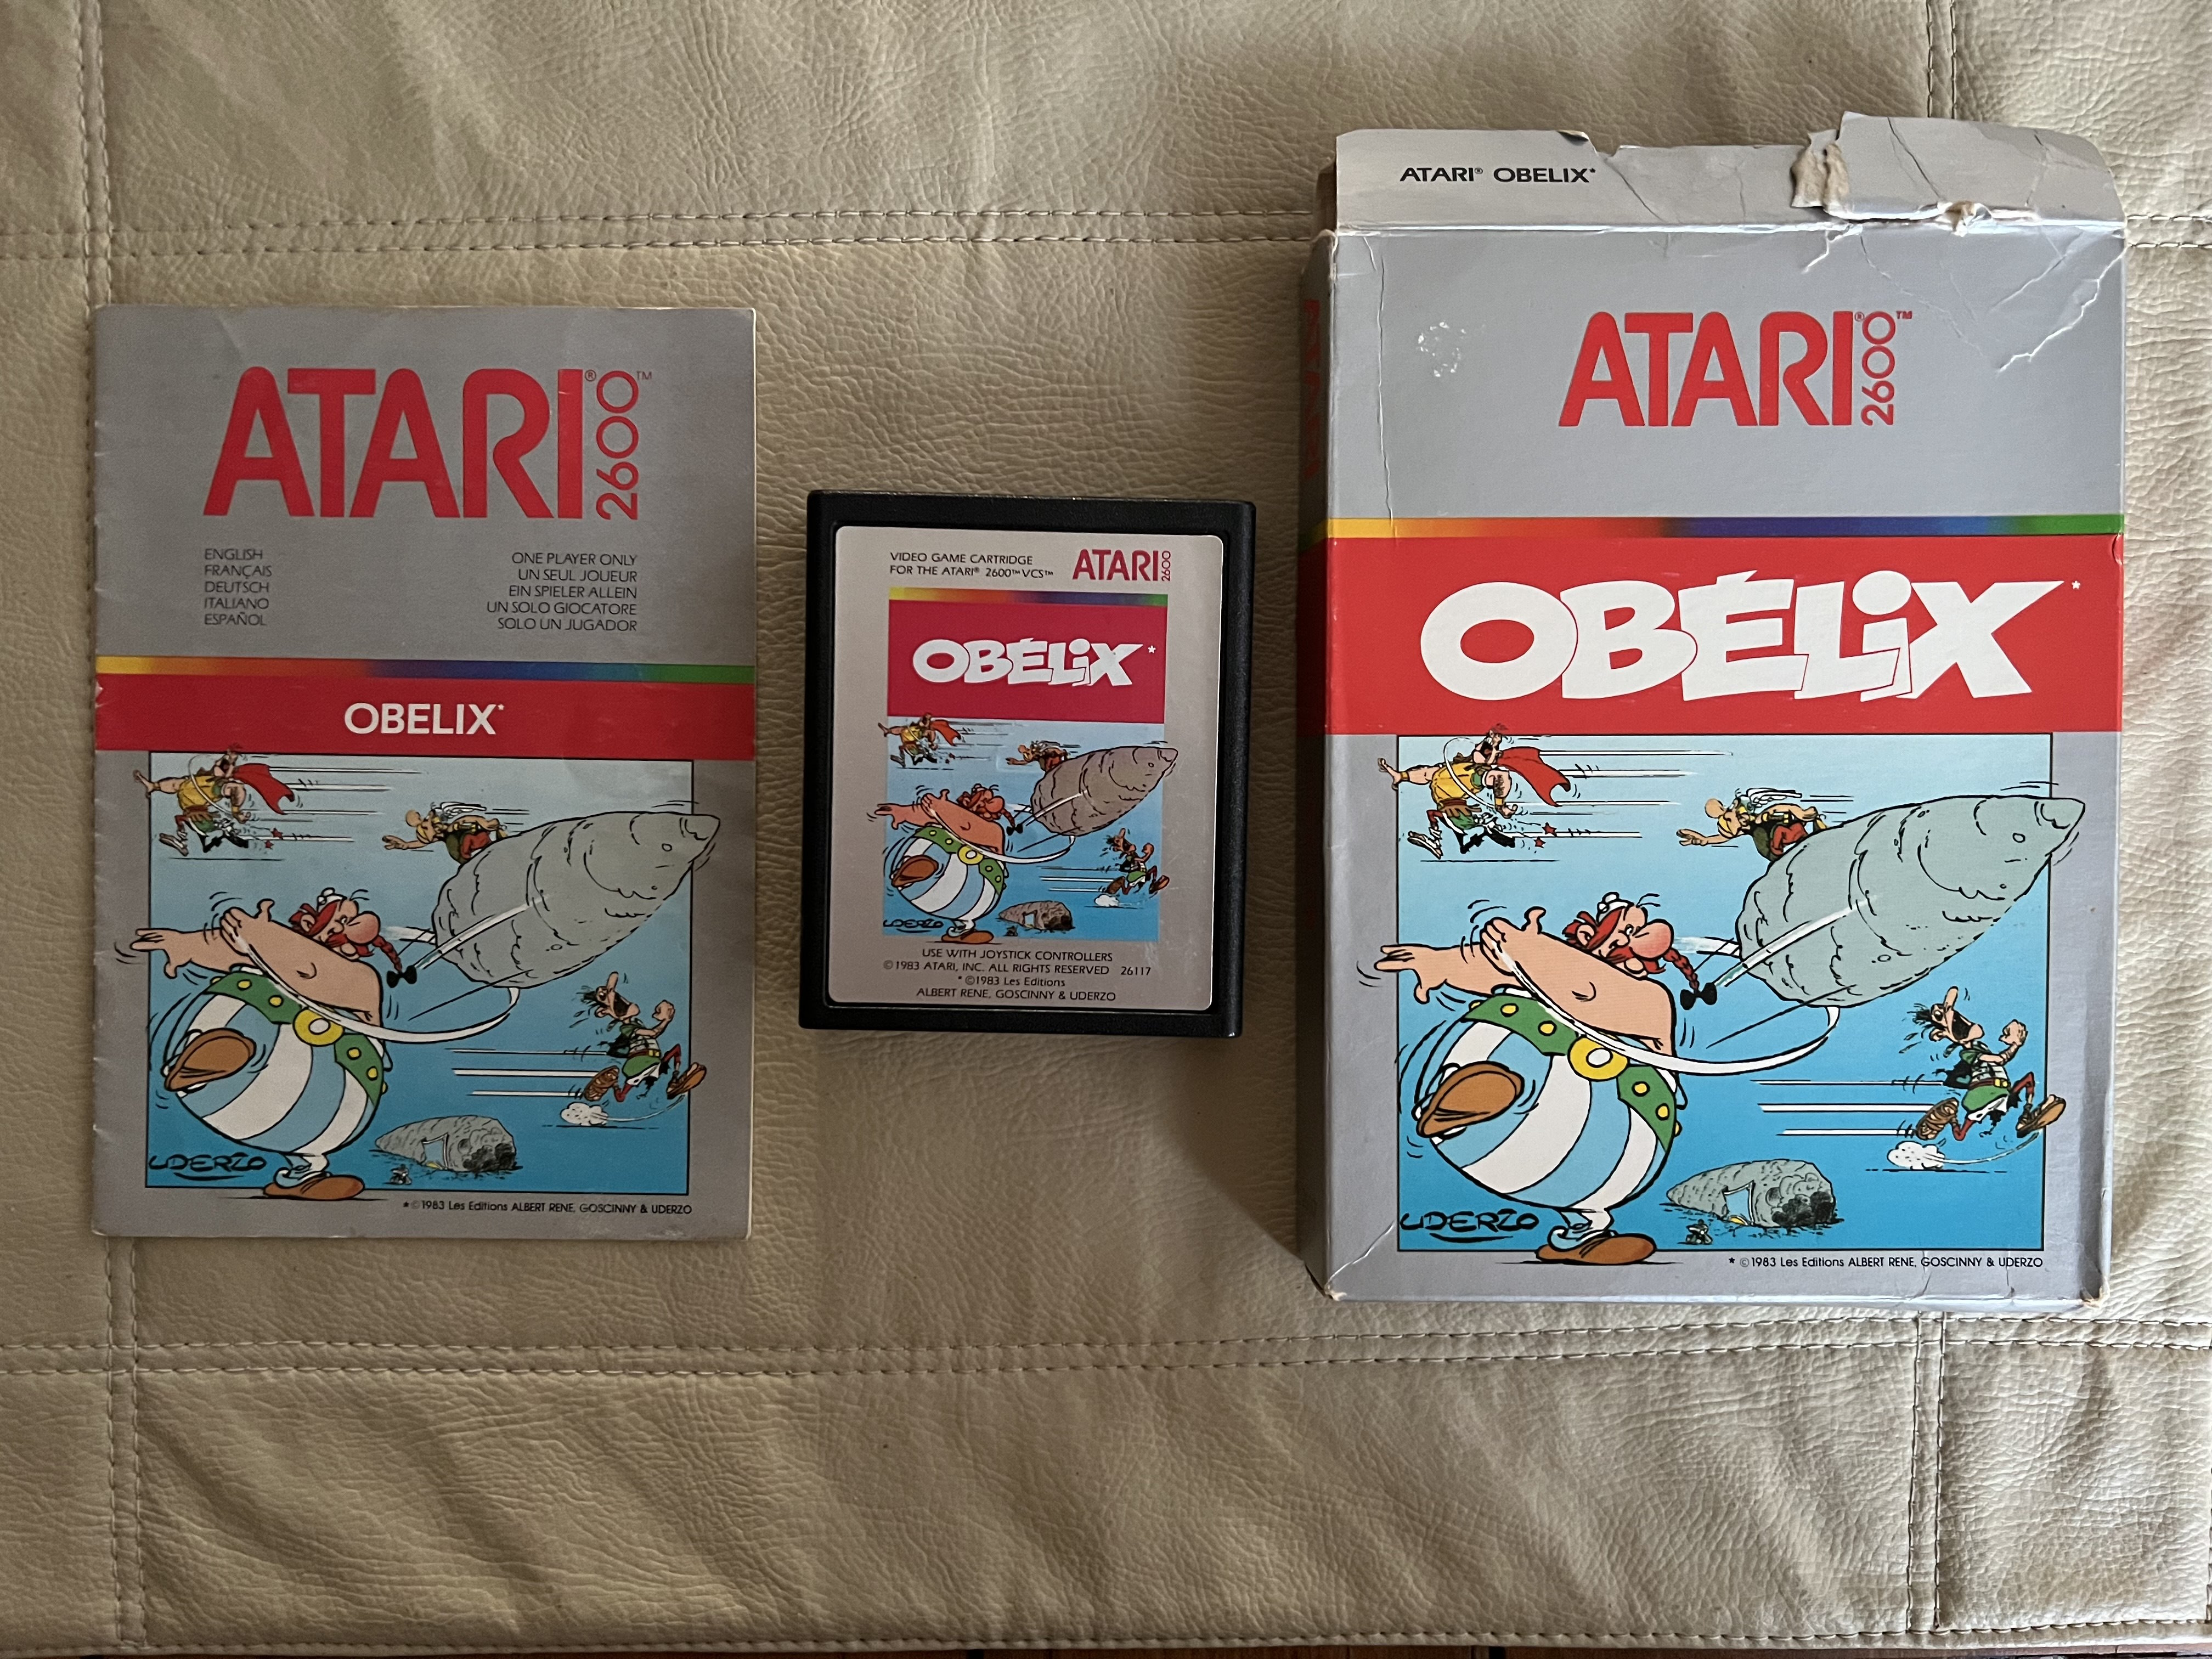 ATARI® 2600™
ENGLISH
FRANÇAIS
DEUTSCH
ITALIANO
ESPAÑOL
ONE PLAYER ONLY
UN SEUL JOUEUR
EIN SPIELER ALLEIN
UN SOLO GIOCATORE
SOLO UN JUGADOR
OBELIX*
UDERZO
*©1983 Les Editions ALBERT RENE, GOSCINNY & UDERZO
VIDEO GAME CARTRIDGE
FOR THE ATARI® 2600™ VCS™
ATARI 2600
OBÉLiX*
UDERZO
USE WITH JOYSTICK CONTROLLERS
©1983 ATARI, INC. ALL RIGHTS RESERVED 26117
*©1983 Les Editions
ALBERT RENE, GOSCINNY & UDERZO
ATARI® OBELIX*
ATARI® 2600™
OBÉLiX*
UDERZO
*©1983 Les Editions ALBERT RENE, GOSCINNY & UDERZO